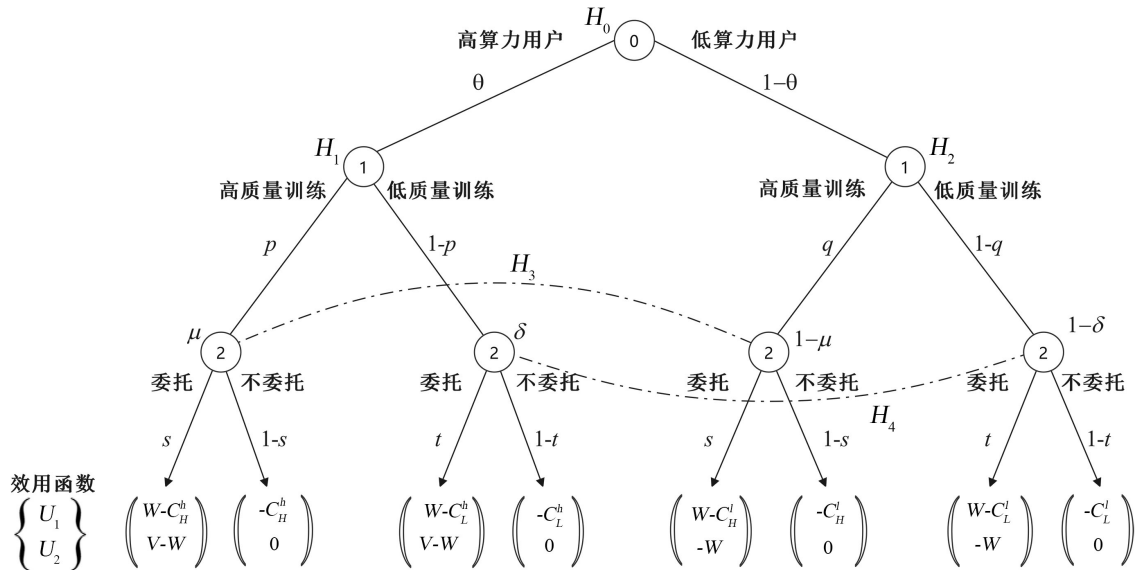 H₀
0
高算力用户 低算力用户
θ 1−θ
H₁ 1 1 H₂
高质量训练 低质量训练 高质量训练 低质量训练
p 1-p q 1-q
H₃
μ 2 2 δ 2 1−μ 2 1−δ
委托 不委托 委托 不委托 委托 不委托 委托 不委托
H₄
s 1-s t 1-t s 1-s t 1-t
效用函数
U₁ W-C_H^h -C_H^h W-C_L^h -C_L^h W-C_H^l -C_H^l W-C_L^l -C_L^l
U₂ V-W 0 V-W 0 -W 0 -W 0